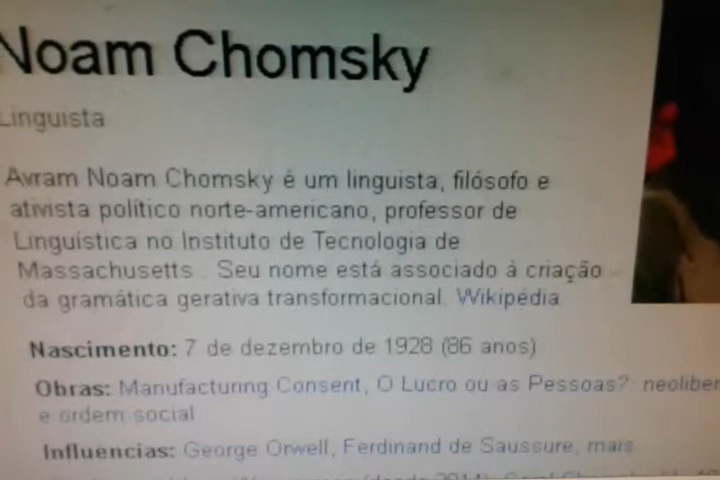 Noam Chomsky
Linguista
Avram Noam Chomsky é um linguista, filósofo e
ativista político norte-americano, professor de
Linguística no Instituto de Tecnologia de
Massachusetts . Seu nome está associado à criação
da gramática gerativa transformacional. Wikipédia
Nascimento: 7 de dezembro de 1928 (86 anos)
Obras: Manufacturing Consent, O Lucro ou as Pessoas?: neoliber
e ordem social
Influências: George Orwell, Ferdinand de Saussure, mais